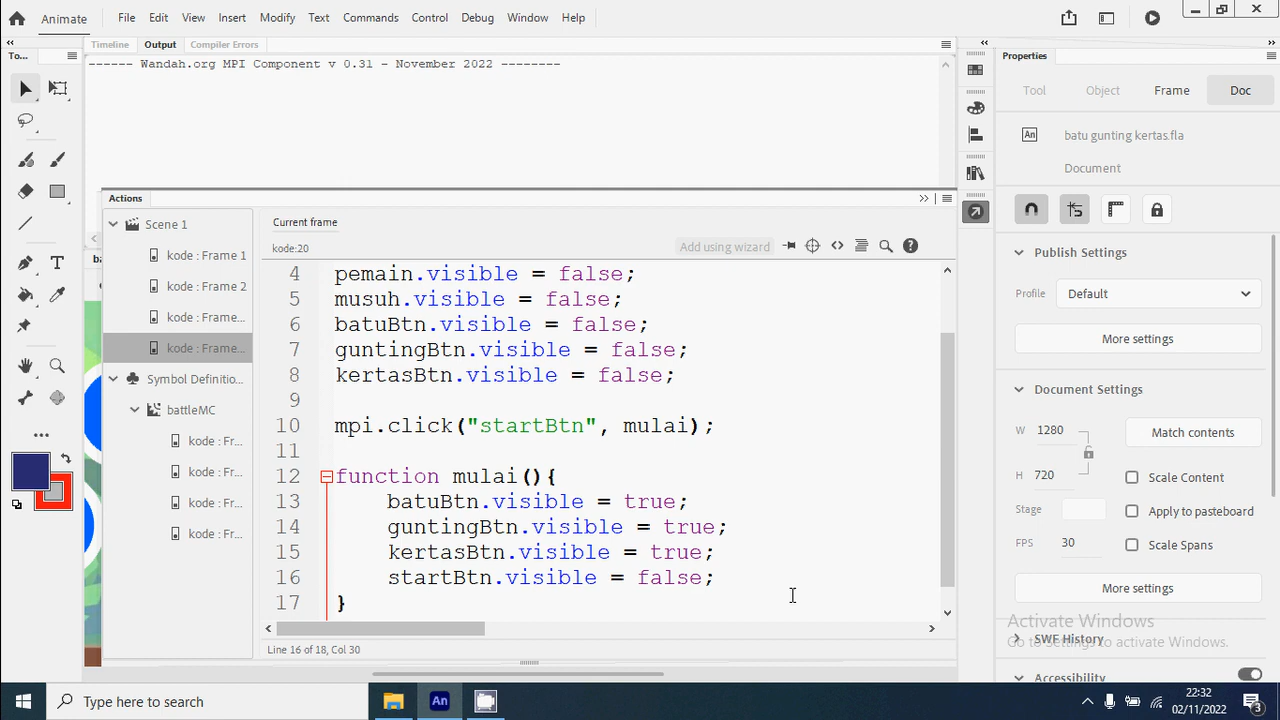 Animate
File Edit View Insert Modify Text Commands Control Debug Window Help
To...
Timeline Output Compiler Errors
Properties
------ Wandah.org MPI Component v 0.31 - November 2022 --------
Tool Object Frame Doc
An batu gunting kertas.fla
Document
Actions
Scene 1
kode : Frame 1
kode : Frame 2
kode : Frame...
kode : Frame...
Symbol Definitio...
battleMC
kode : Fr...
kode : Fr...
kode : Fr...
kode : Fr...
Current frame
kode:20
Add using wizard
4 pemain.visible = false;
5 musuh.visible = false;
6 batuBtn.visible = false;
7 guntingBtn.visible = false;
8 kertasBtn.visible = false;
9
10 mpi.click("startBtn", mulai);
11
12 function mulai(){
13 batuBtn.visible = true;
14 guntingBtn.visible = true;
15 kertasBtn.visible = true;
16 startBtn.visible = false;
17 }
Line 16 of 18, Col 30
Publish Settings
Profile Default
More settings
Document Settings
W 1280 Match contents
H 720 Scale Content
Stage Apply to pasteboard
FPS 30 Scale Spans
More settings
SWF History
Accessibility
Activate Windows
Go to Settings to activate Windows.
Type here to search
An
22:32
02/11/2022
3